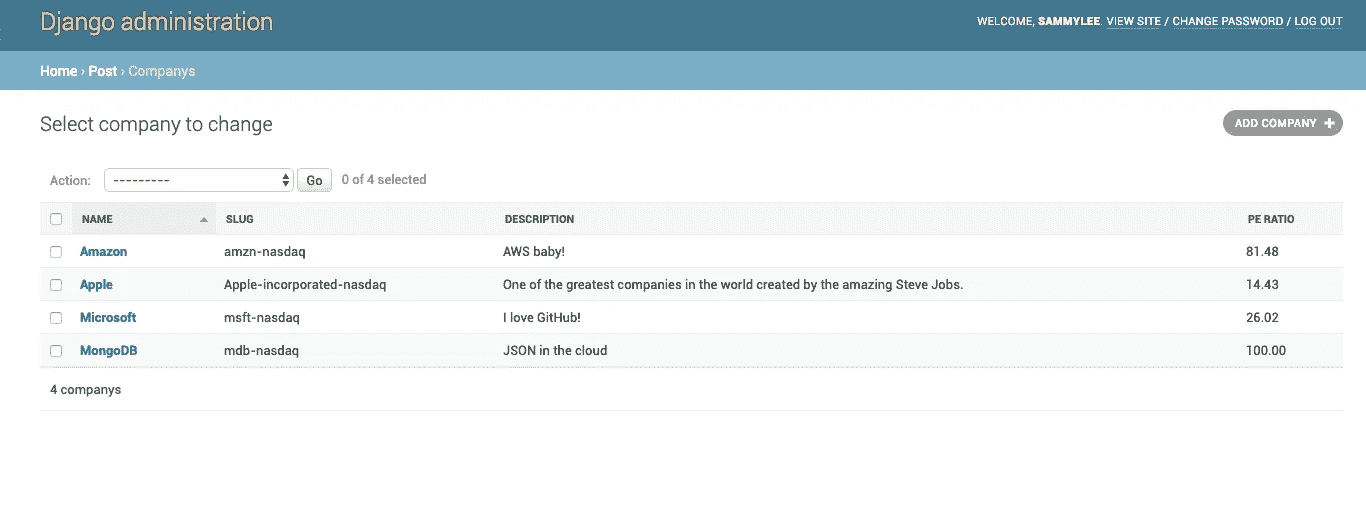 Django administration
WELCOME, SAMMYLEE. VIEW SITE / CHANGE PASSWORD / LOG OUT
Home › Post › Companys
Select company to change
ADD COMPANY +
Action: --------- Go 0 of 4 selected
NAME SLUG DESCRIPTION PE RATIO
Amazon amzn-nasdaq AWS baby! 81.48
Apple Apple-incorporated-nasdaq One of the greatest companies in the world created by the amazing Steve Jobs. 14.43
Microsoft msft-nasdaq I love GitHub! 26.02
MongoDB mdb-nasdaq JSON in the cloud 100.00
4 companys